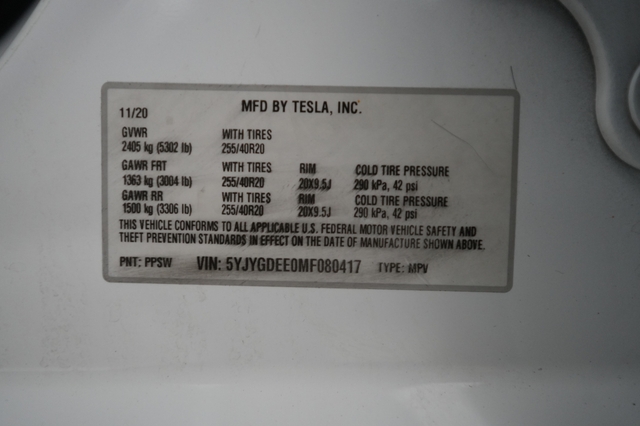 11/20 MFD BY TESLA, INC.
GVWR WITH TIRES
2405 kg (5302 lb) 255/40R20
GAWR FRT WITH TIRES RIM COLD TIRE PRESSURE
1363 kg (3004 lb) 255/40R20 20X9.5J 290 kPa, 42 psi
GAWR RR WITH TIRES RIM COLD TIRE PRESSURE
1500 kg (3306 lb) 255/40R20 20X9.5J 290 kPa, 42 psi
THIS VEHICLE CONFORMS TO ALL APPLICABLE U.S. FEDERAL MOTOR VEHICLE SAFETY AND
THEFT PREVENTION STANDARDS IN EFFECT ON THE DATE OF MANUFACTURE SHOWN ABOVE.
PNT: PPSW VIN: 5YJYGDEE0MF080417 TYPE: MPV